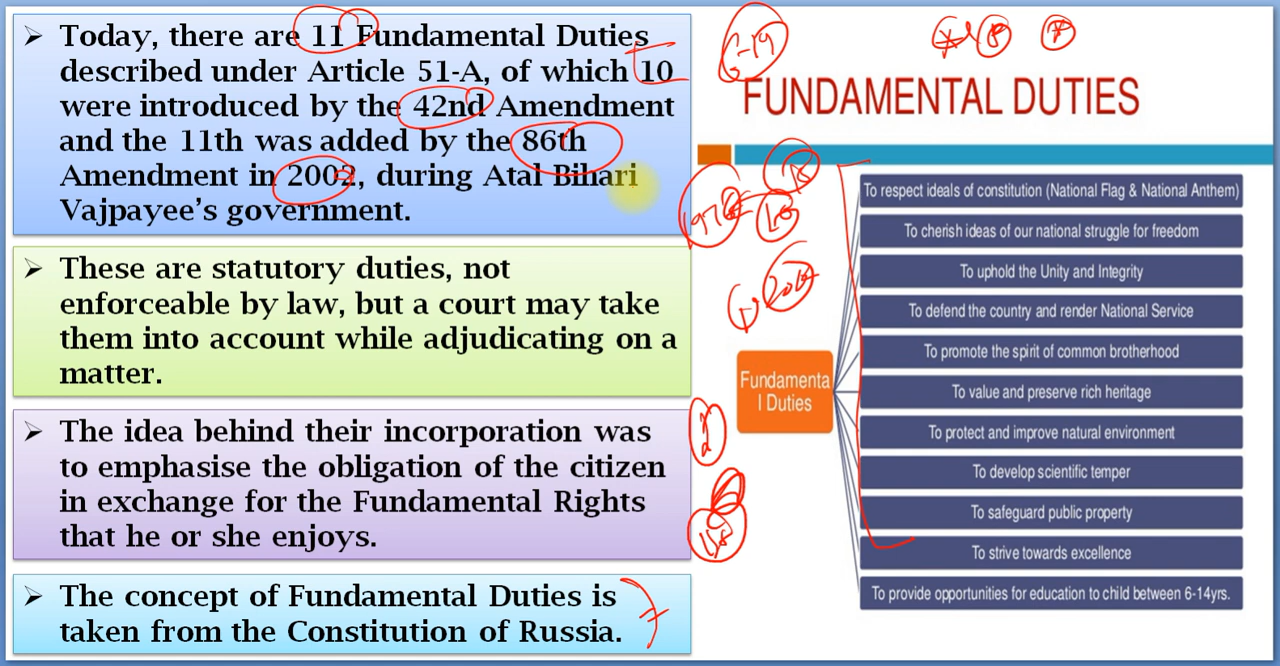 ➢ Today, there are 11 Fundamental Duties
described under Article 51-A, of which 10
were introduced by the 42nd Amendment
and the 11th was added by the 86th
Amendment in 2002, during Atal Bihari
Vajpayee's government.
➢ These are statutory duties, not
enforceable by law, but a court may take
them into account while adjudicating on a
matter.
➢ The idea behind their incorporation was
to emphasise the obligation of the citizen
in exchange for the Fundamental Rights
that he or she enjoys.
➢ The concept of Fundamental Duties is
taken from the Constitution of Russia.
FUNDAMENTAL DUTIES
Fundamenta
l Duties
To respect ideals of constitution (National Flag & National Anthem)
To cherish ideas of our national struggle for freedom
To uphold the Unity and Integrity
To defend the country and render National Service
To promote the spirit of common brotherhood
To value and preserve rich heritage
To protect and improve natural environment
To develop scientific temper
To safeguard public property
To strive towards excellence
To provide opportunities for education to child between 6-14yrs.